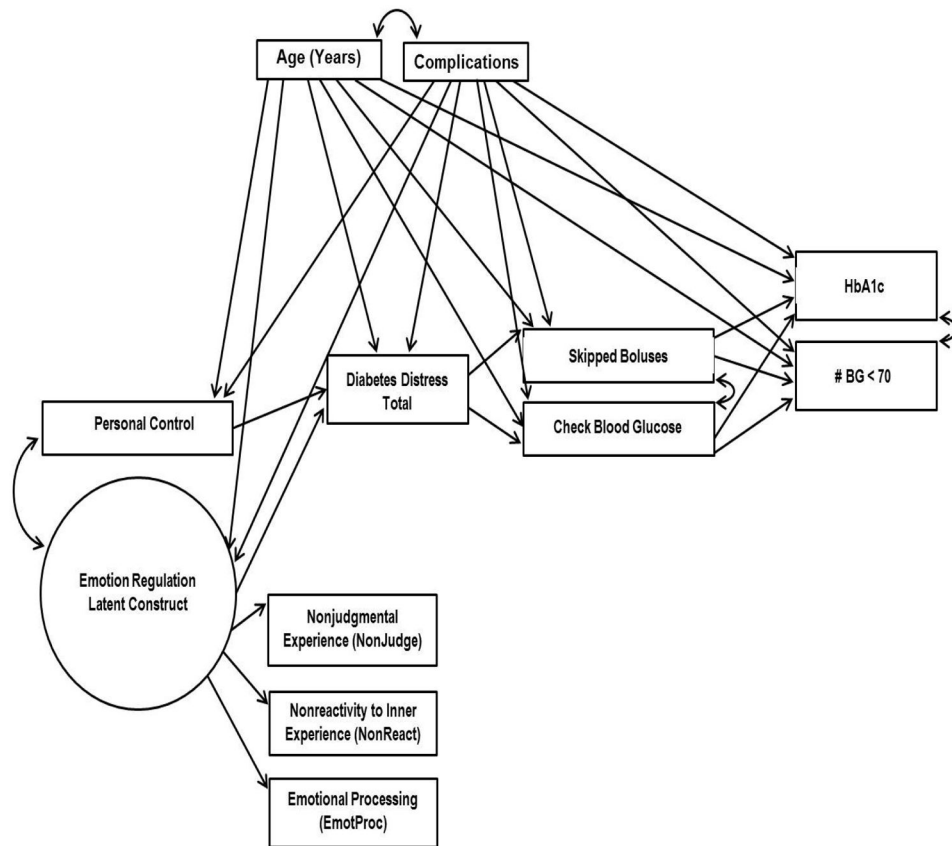 Age (Years)
Complications
HbA1c
# BG < 70
Skipped Boluses
Check Blood Glucose
Diabetes Distress
Total
Personal Control
Emotion Regulation
Latent Construct
Nonjudgmental
Experience (NonJudge)
Nonreactivity to Inner
Experience (NonReact)
Emotional Processing
(EmotProc)